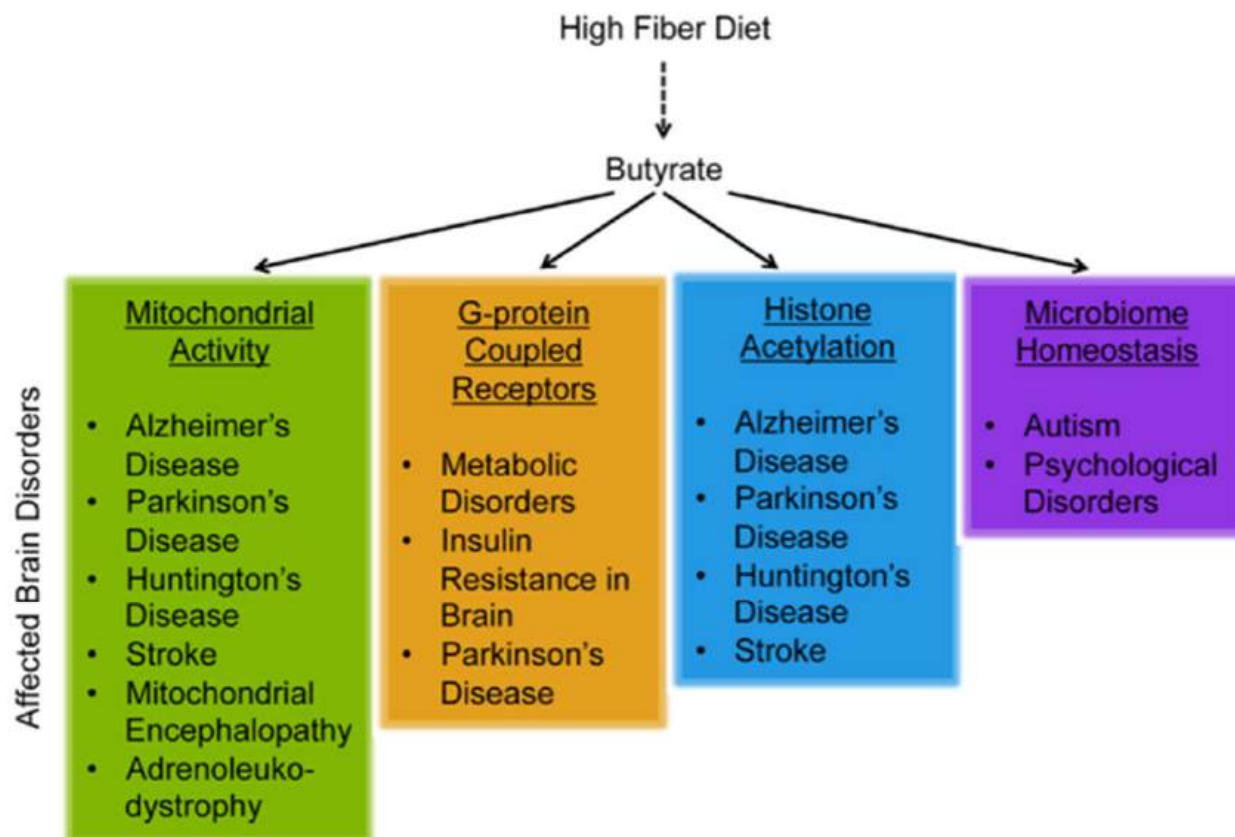 High Fiber Diet
Butyrate
Affected Brain Disorders
Mitochondrial
Activity
• Alzheimer's
Disease
• Parkinson's
Disease
• Huntington's
Disease
• Stroke
• Mitochondrial
Encephalopathy
• Adrenoleuko-
dystrophy
G-protein
Coupled
Receptors
• Metabolic
Disorders
• Insulin
Resistance in
Brain
• Parkinson's
Disease
Histone
Acetylation
• Alzheimer's
Disease
• Parkinson's
Disease
• Huntington's
Disease
• Stroke
Microbiome
Homeostasis
• Autism
• Psychological
Disorders